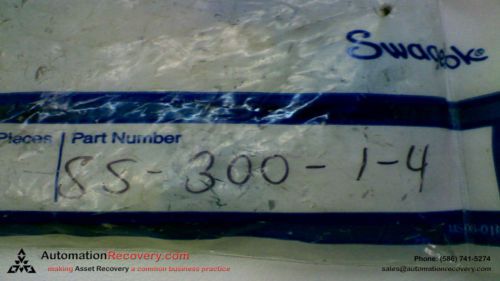 Swagelok
Pieces Part Number
SS-300-1-4
AutomationRecovery.com
making Asset Recovery a common business practice
Phone: (586) 741-5274
sales@automationrecovery.com